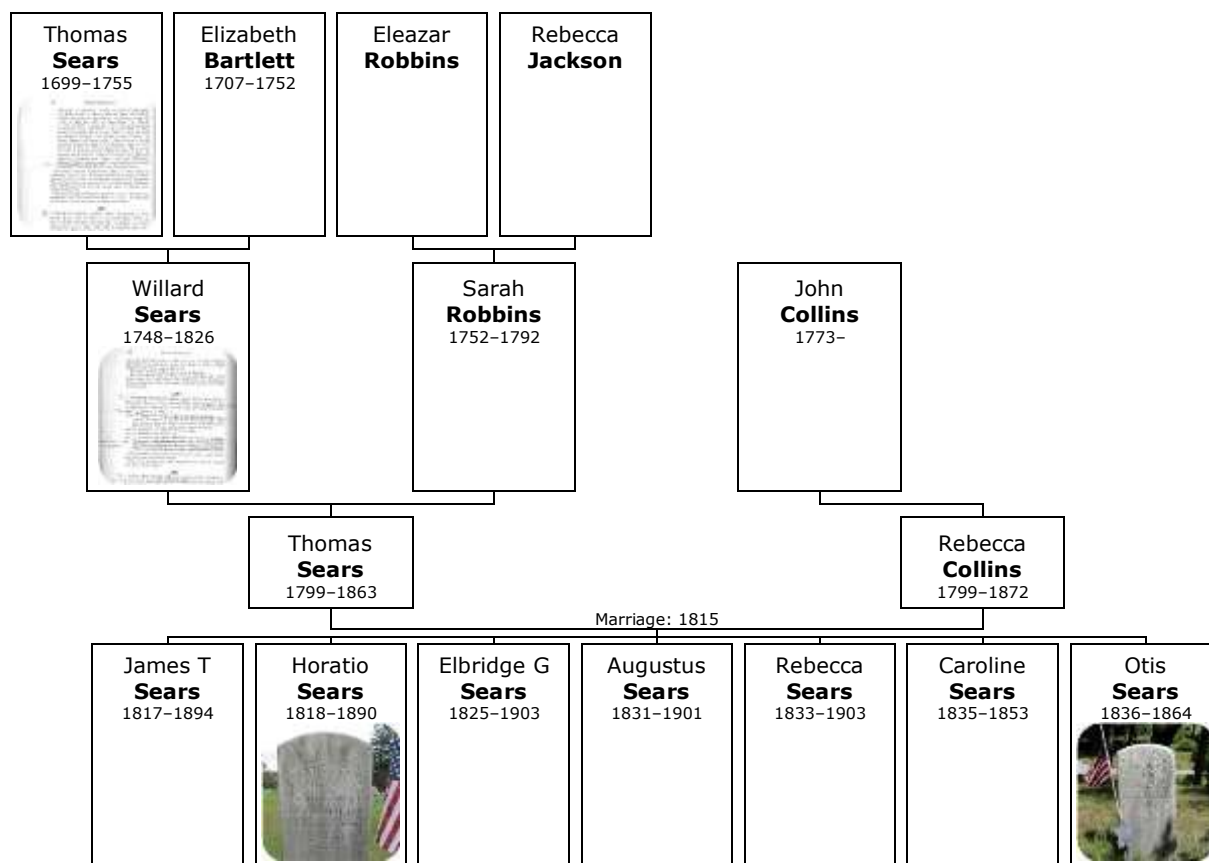 Thomas
Sears
1699–1755
Elizabeth
Bartlett
1707–1752
Eleazar
Robbins
Rebecca
Jackson
Willard
Sears
1748–1826
Sarah
Robbins
1752–1792
John
Collins
1773–
Thomas
Sears
1799–1863
Rebecca
Collins
1799–1872
Marriage: 1815
James T
Sears
1817–1894
Horatio
Sears
1818–1890
Elbridge G
Sears
1825–1903
Augustus
Sears
1831–1901
Rebecca
Sears
1833–1903
Caroline
Sears
1835–1853
Otis
Sears
1836–1864